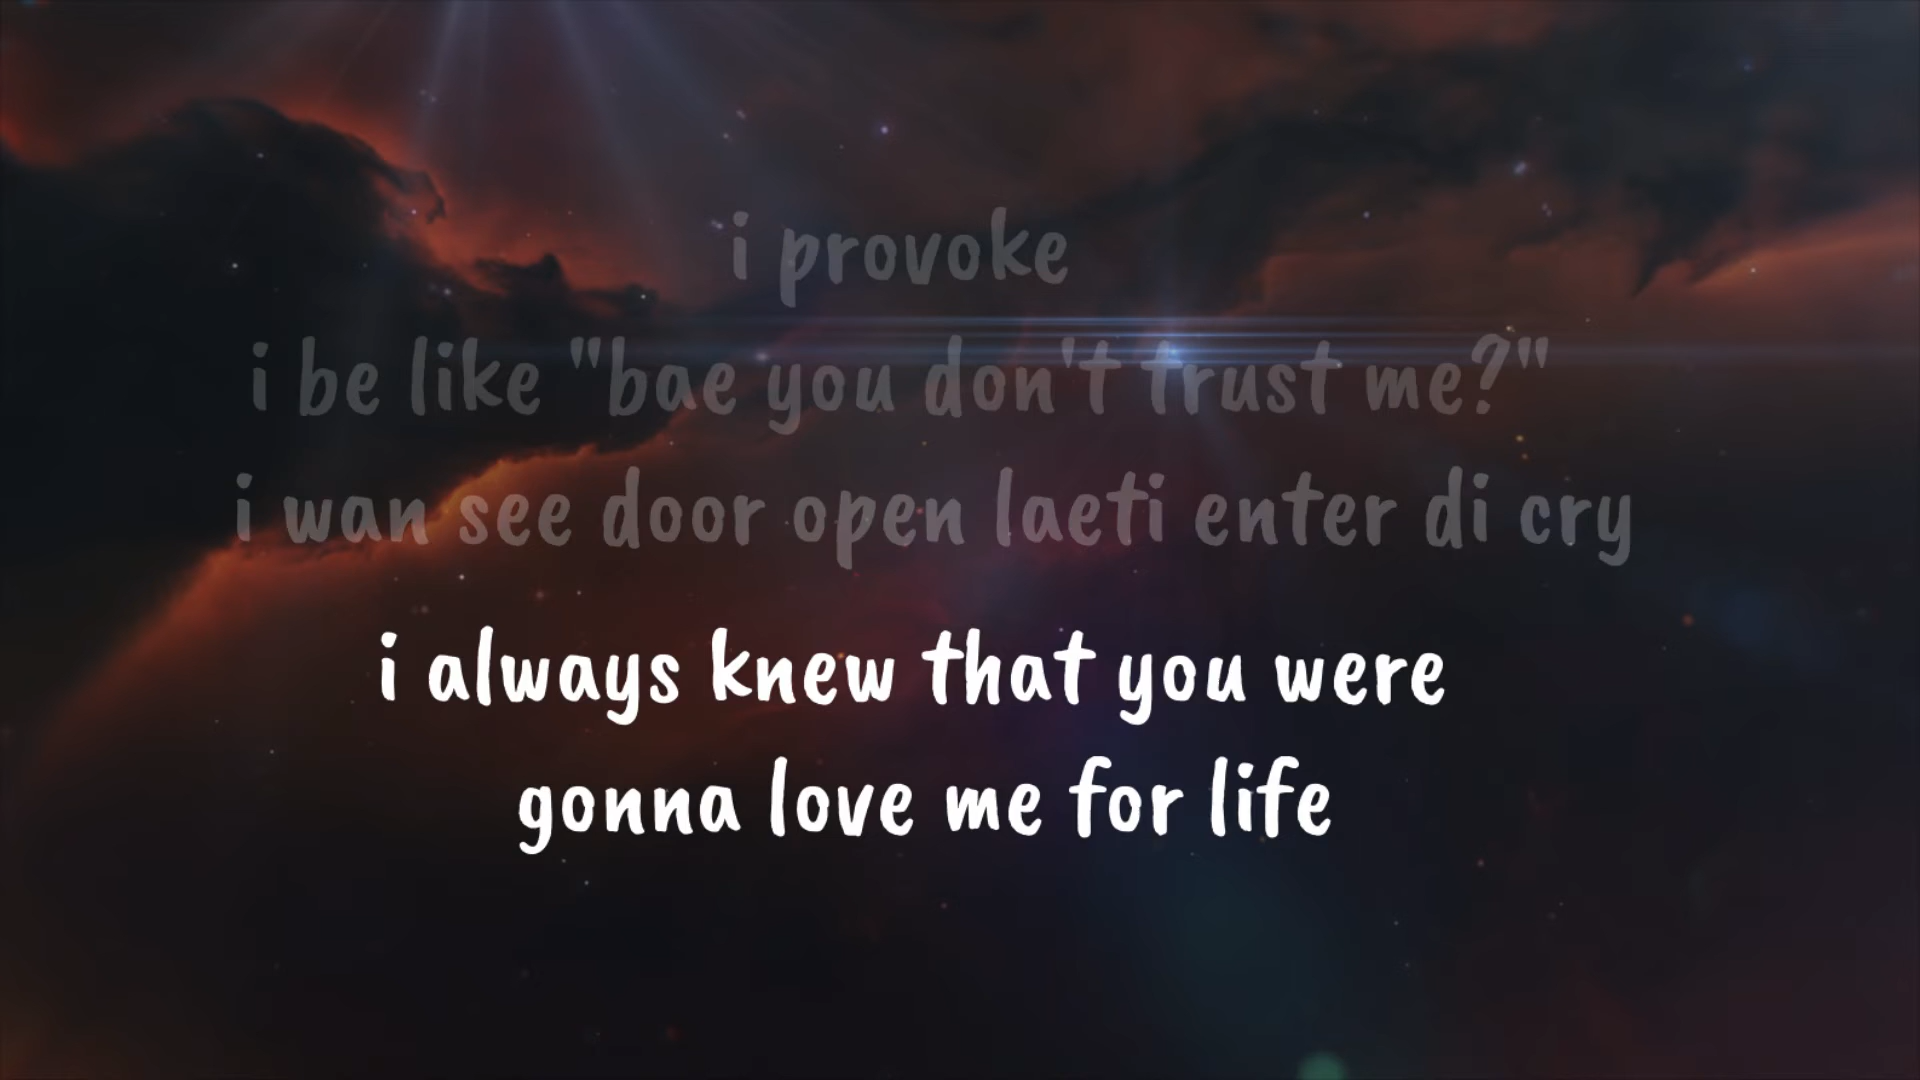 i provoke
i be like "bae you don't trust me?"
i wan see door open laeti enter di cry
i always knew that you were
gonna love me for life